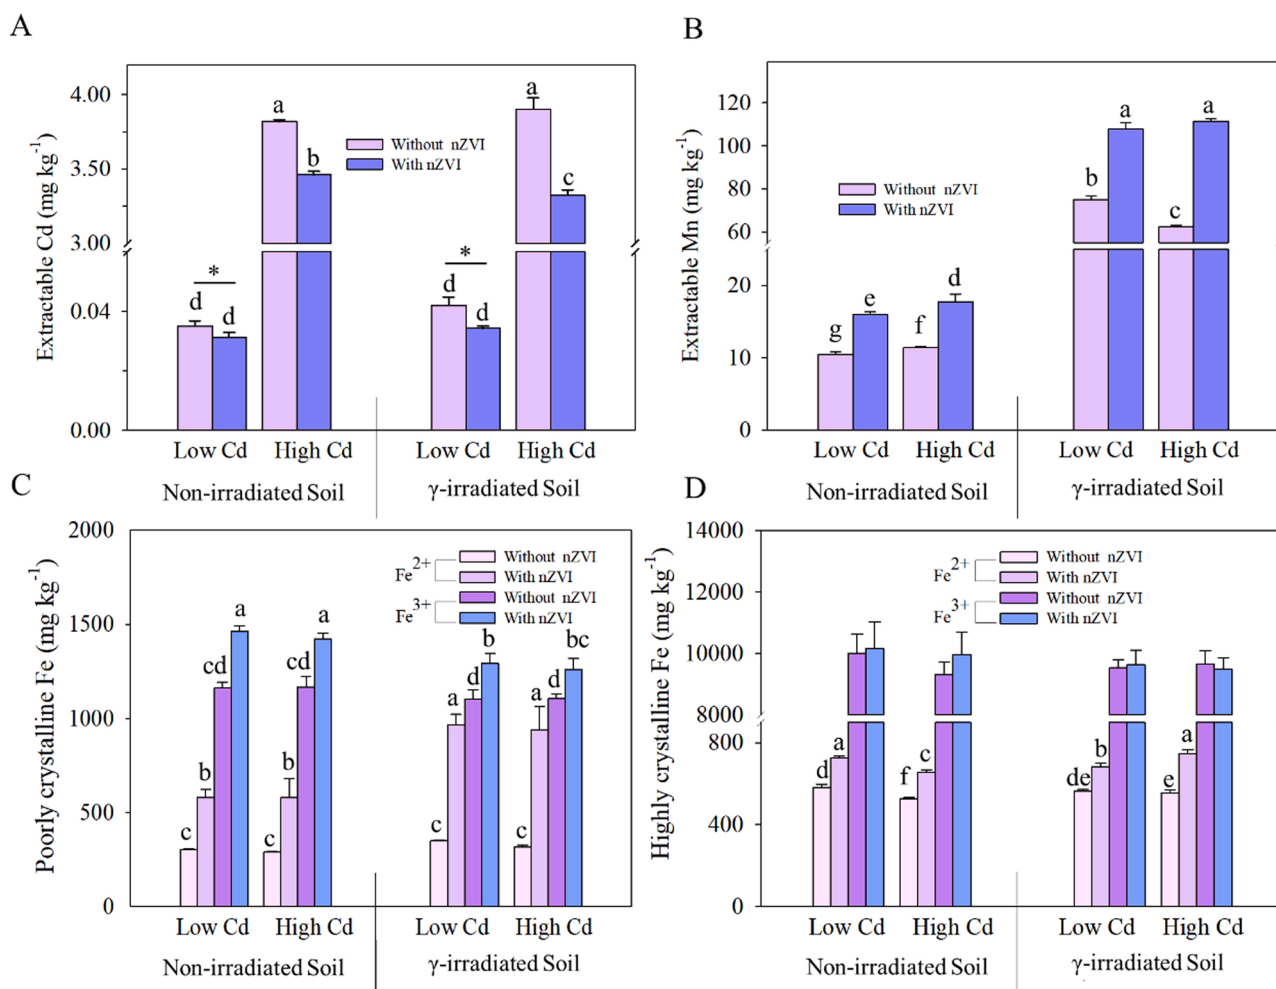 A
Extractable Cd (mg kg⁻¹)
4.00
3.50
3.00
0.04
0.00
Without nZVI
With nZVI
a
b
a
c
*
d
d
*
d
d
Low Cd
High Cd
Low Cd
High Cd
Non-irradiated Soil
γ-irradiated Soil
B
Extractable Mn (mg kg⁻¹)
120
100
80
60
20
10
0
Without nZVI
With nZVI
g
e
f
d
b
a
c
a
Low Cd
High Cd
Low Cd
High Cd
Non-irradiated Soil
γ-irradiated Soil
C
Poorly crystalline Fe (mg kg⁻¹)
2000
1500
1000
500
0
Fe²⁺
Without nZVI
With nZVI
Fe³⁺
Without nZVI
With nZVI
c
b
cd
a
c
b
cd
a
c
a
d
b
c
a
d
bc
Low Cd
High Cd
Low Cd
High Cd
Non-irradiated Soil
γ-irradiated Soil
D
Highly crystalline Fe (mg kg⁻¹)
14000
12000
10000
8000
800
400
0
Fe²⁺
Without nZVI
With nZVI
Fe³⁺
Without nZVI
With nZVI
d
a
f
c
de
b
e
a
Low Cd
High Cd
Low Cd
High Cd
Non-irradiated Soil
γ-irradiated Soil